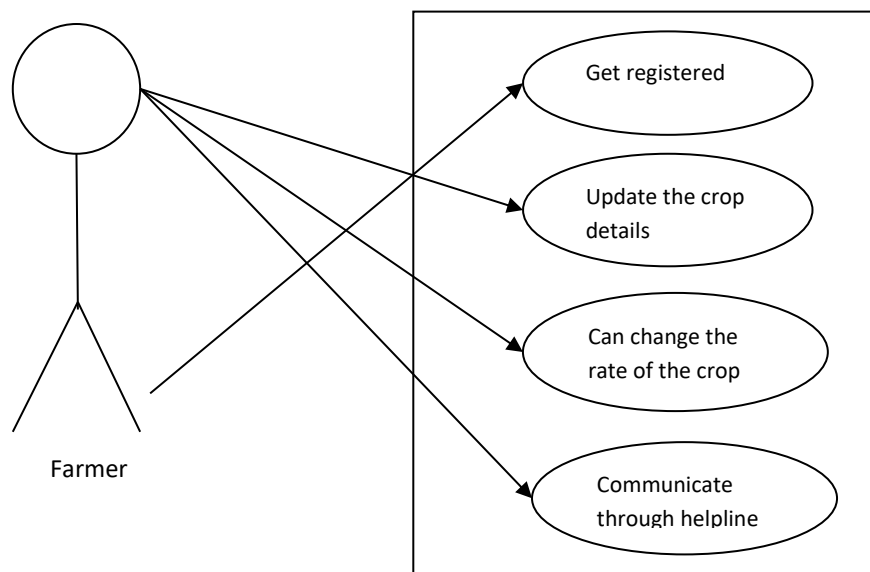 Get registered
Update the crop
details
Can change the
rate of the crop
Farmer
Communicate
through helpline